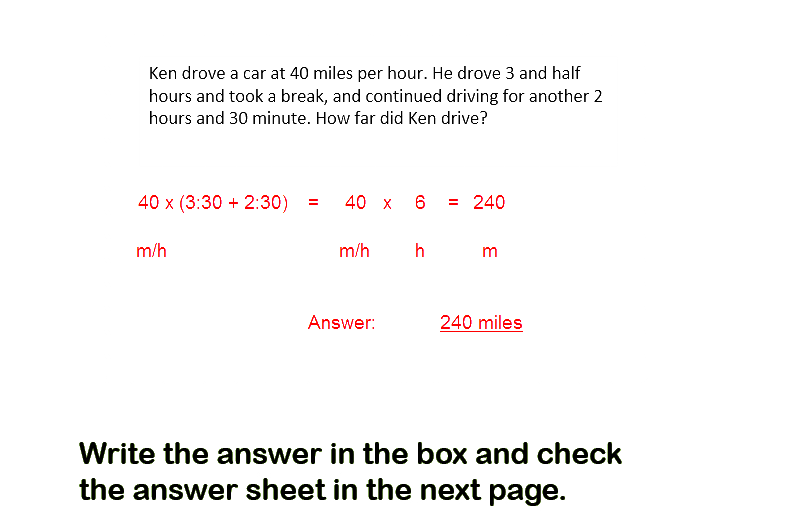 Ken drove a car at 40 miles per hour. He drove 3 and half
hours and took a break, and continued driving for another 2
hours and 30 minute. How far did Ken drive?
40 x (3:30 + 2:30) = 40 x 6 = 240
m/h m/h h m
Answer: 240 miles
Write the answer in the box and check
the answer sheet in the next page.